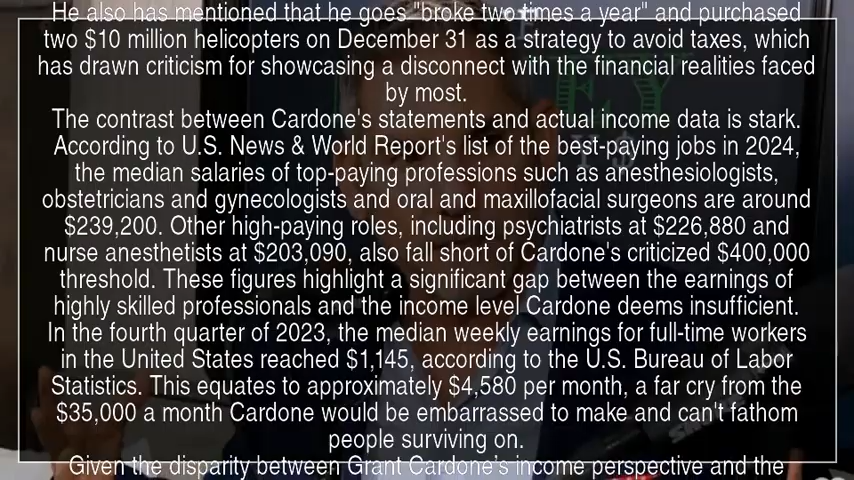 He also has mentioned that he goes "broke two times a year" and purchased
two $10 million helicopters on December 31 as a strategy to avoid taxes, which
has drawn criticism for showcasing a disconnect with the financial realities faced
by most.
The contrast between Cardone's statements and actual income data is stark.
According to U.S. News & World Report's list of the best-paying jobs in 2024,
the median salaries of top-paying professions such as anesthesiologists,
obstetricians and gynecologists and oral and maxillofacial surgeons are around
$239,200. Other high-paying roles, including psychiatrists at $226,880 and
nurse anesthetists at $203,090, also fall short of Cardone's criticized $400,000
threshold. These figures highlight a significant gap between the earnings of
highly skilled professionals and the income level Cardone deems insufficient.
In the fourth quarter of 2023, the median weekly earnings for full-time workers
in the United States reached $1,145, according to the U.S. Bureau of Labor
Statistics. This equates to approximately $4,580 per month, a far cry from the
$35,000 a month Cardone would be embarrassed to make and can't fathom
people surviving on.
Given the disparity between Grant Cardone's income perspective and the